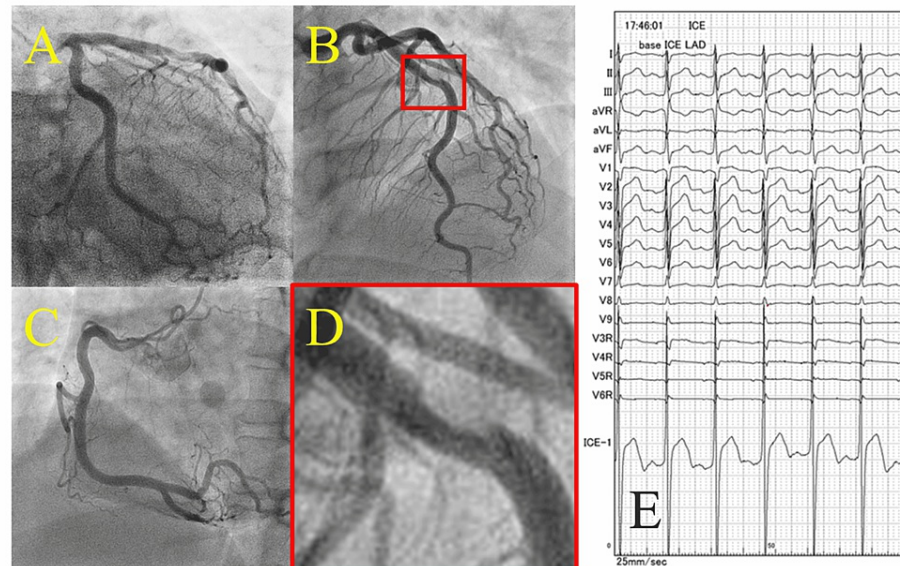 A
B
C
D
17:46:01 ICE
base ICE LAD
I
II
III
aVR
aVL
aVF
V1
V2
V3
V4
V5
V6
V7
V8
V9
V3R
V4R
V5R
V6R
ICE-1
E
0
50
25mm/sec